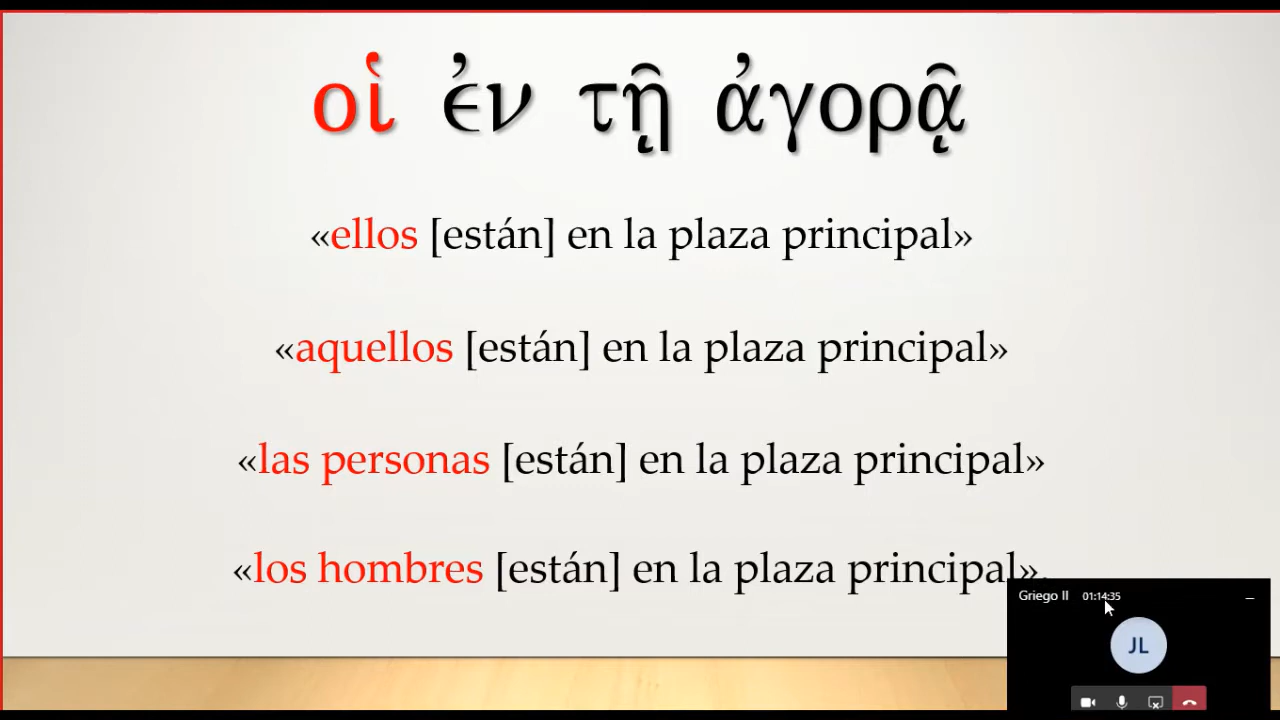 οἱ ἐν τῇ ἀγορᾷ
«ellos [están] en la plaza principal»
«aquellos [están] en la plaza principal»
«las personas [están] en la plaza principal»
«los hombres [están] en la plaza principal».
Griego II 01:14:35
JL